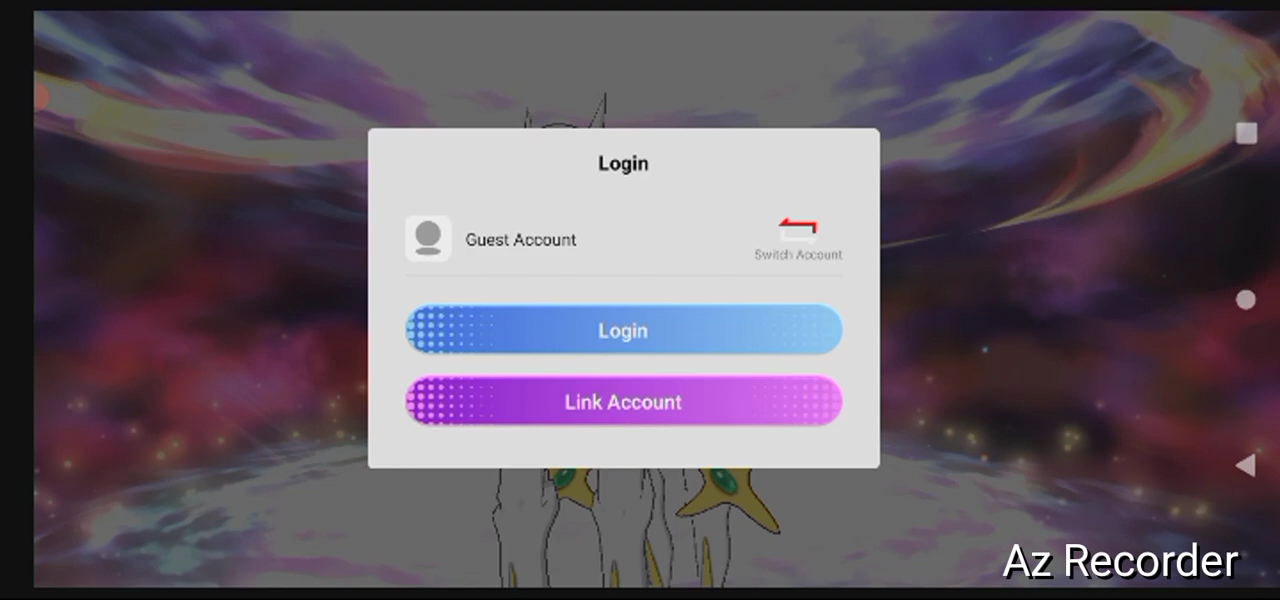 Login
Guest Account
Switch Account
Login
Link Account
Az Recorder